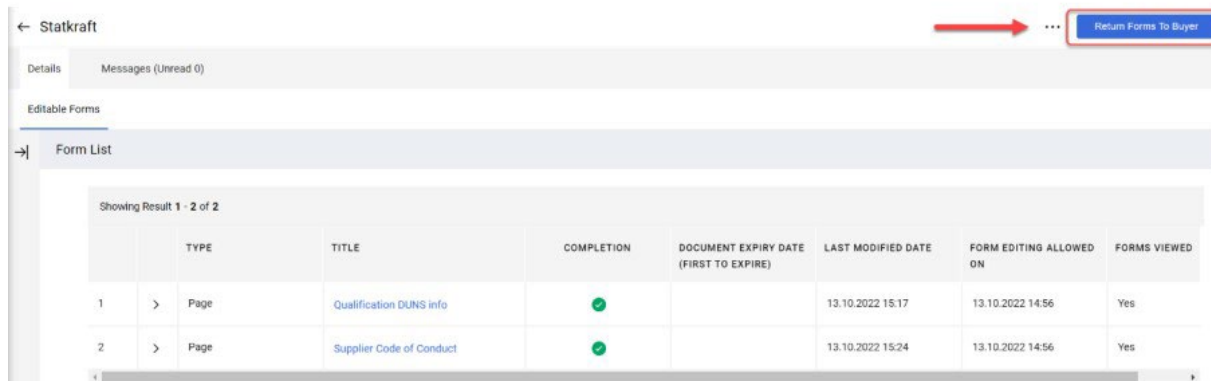 ← Statkraft
... Return Forms To Buyer
Details Messages (Unread 0)
Editable Forms
Form List
Showing Result 1 - 2 of 2
TYPE TITLE COMPLETION DOCUMENT EXPIRY DATE (FIRST TO EXPIRE) LAST MODIFIED DATE FORM EDITING ALLOWED ON FORMS VIEWED
1 > Page Qualification DUNS info 13.10.2022 15:17 13.10.2022 14:56 Yes
2 > Page Supplier Code of Conduct 13.10.2022 15:24 13.10.2022 14:56 Yes